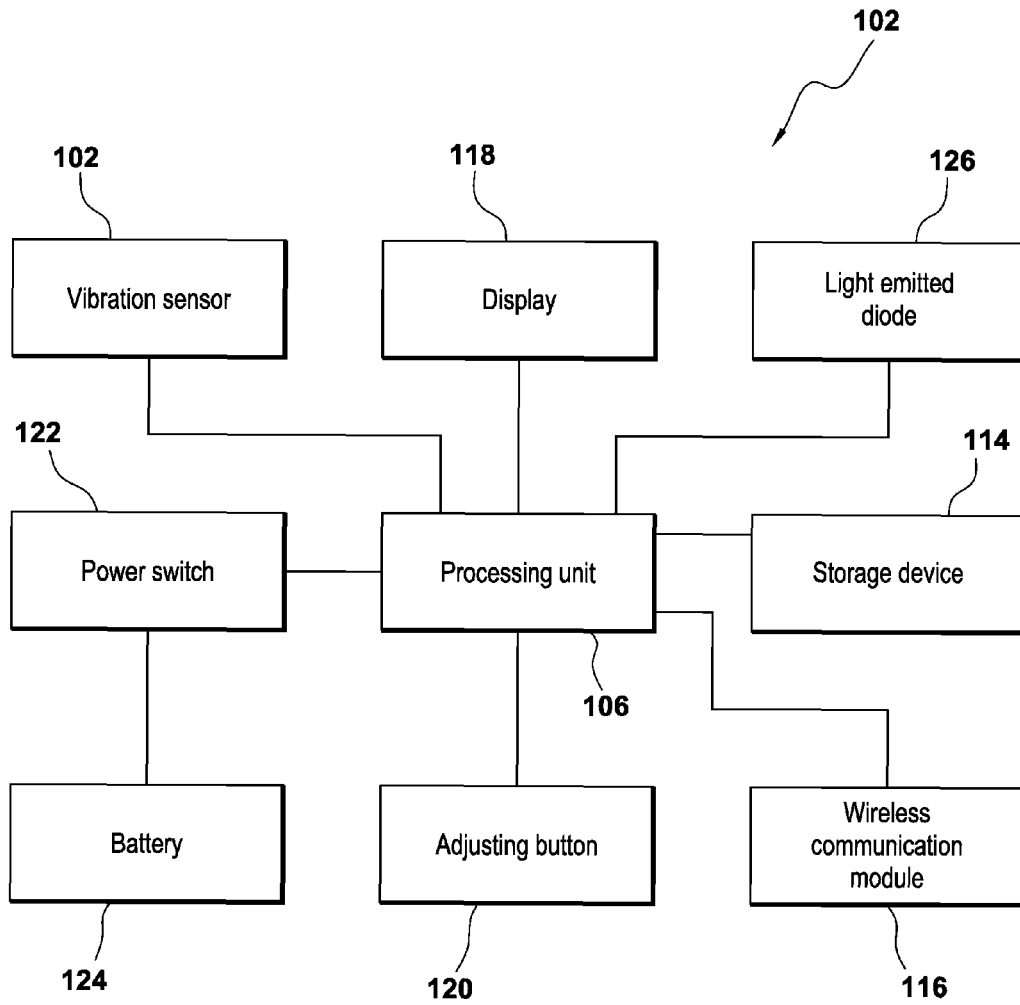 102
102
118
126
Vibration sensor
Display
Light emitted
diode
122
114
Power switch
Processing unit
Storage device
106
Battery
Adjusting button
Wireless
communication
module
124
120
116